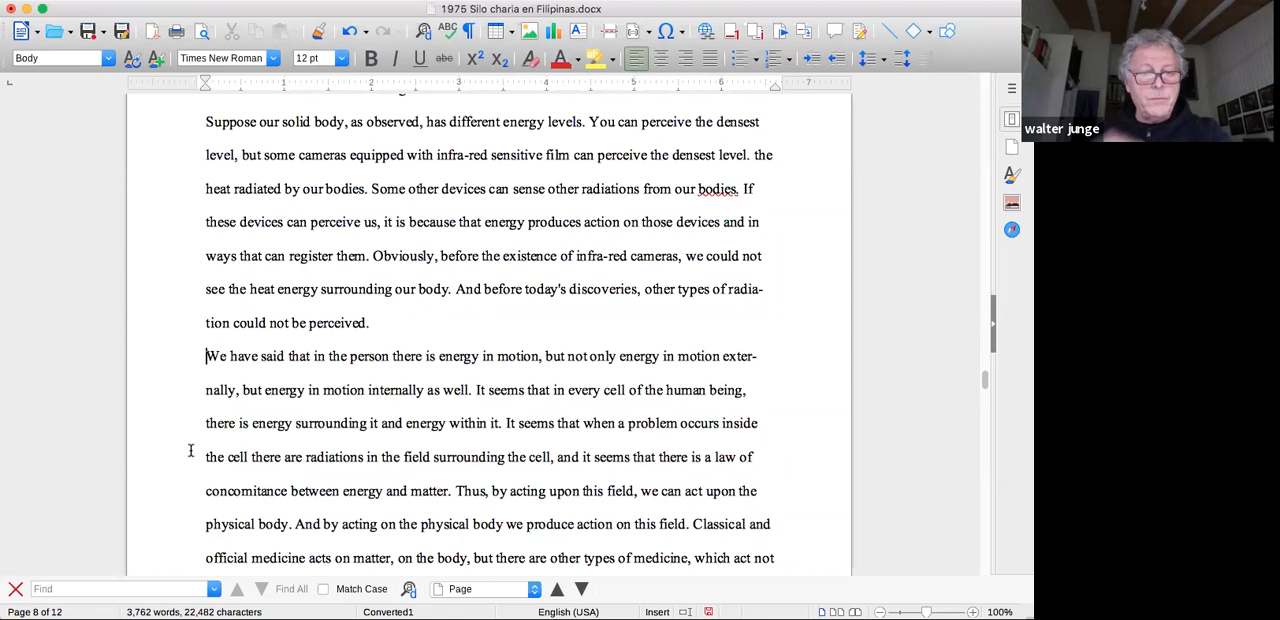 1975 Silo charia en Filipinas.docx
Body
Times New Roman
12 pt
B I U abc X² X₂
1 2 3 4 5 6 7
Suppose our solid body, as observed, has different energy levels. You can perceive the densest
level, but some cameras equipped with infra-red sensitive film can perceive the densest level. the
heat radiated by our bodies. Some other devices can sense other radiations from our bodies. If
these devices can perceive us, it is because that energy produces action on those devices and in
ways that can register them. Obviously, before the existence of infra-red cameras, we could not
see the heat energy surrounding our body. And before today's discoveries, other types of radia-
tion could not be perceived.
We have said that in the person there is energy in motion, but not only energy in motion exter-
nally, but energy in motion internally as well. It seems that in every cell of the human being,
there is energy surrounding it and energy within it. It seems that when a problem occurs inside
the cell there are radiations in the field surrounding the cell, and it seems that there is a law of
concomitance between energy and matter. Thus, by acting upon this field, we can act upon the
physical body. And by acting on the physical body we produce action on this field. Classical and
official medicine acts on matter, on the body, but there are other types of medicine, which act not
Find
Find All
Match Case
Page
Page 8 of 12
3,762 words, 22,482 characters
Converted1
English (USA)
Insert
100%
walter junge